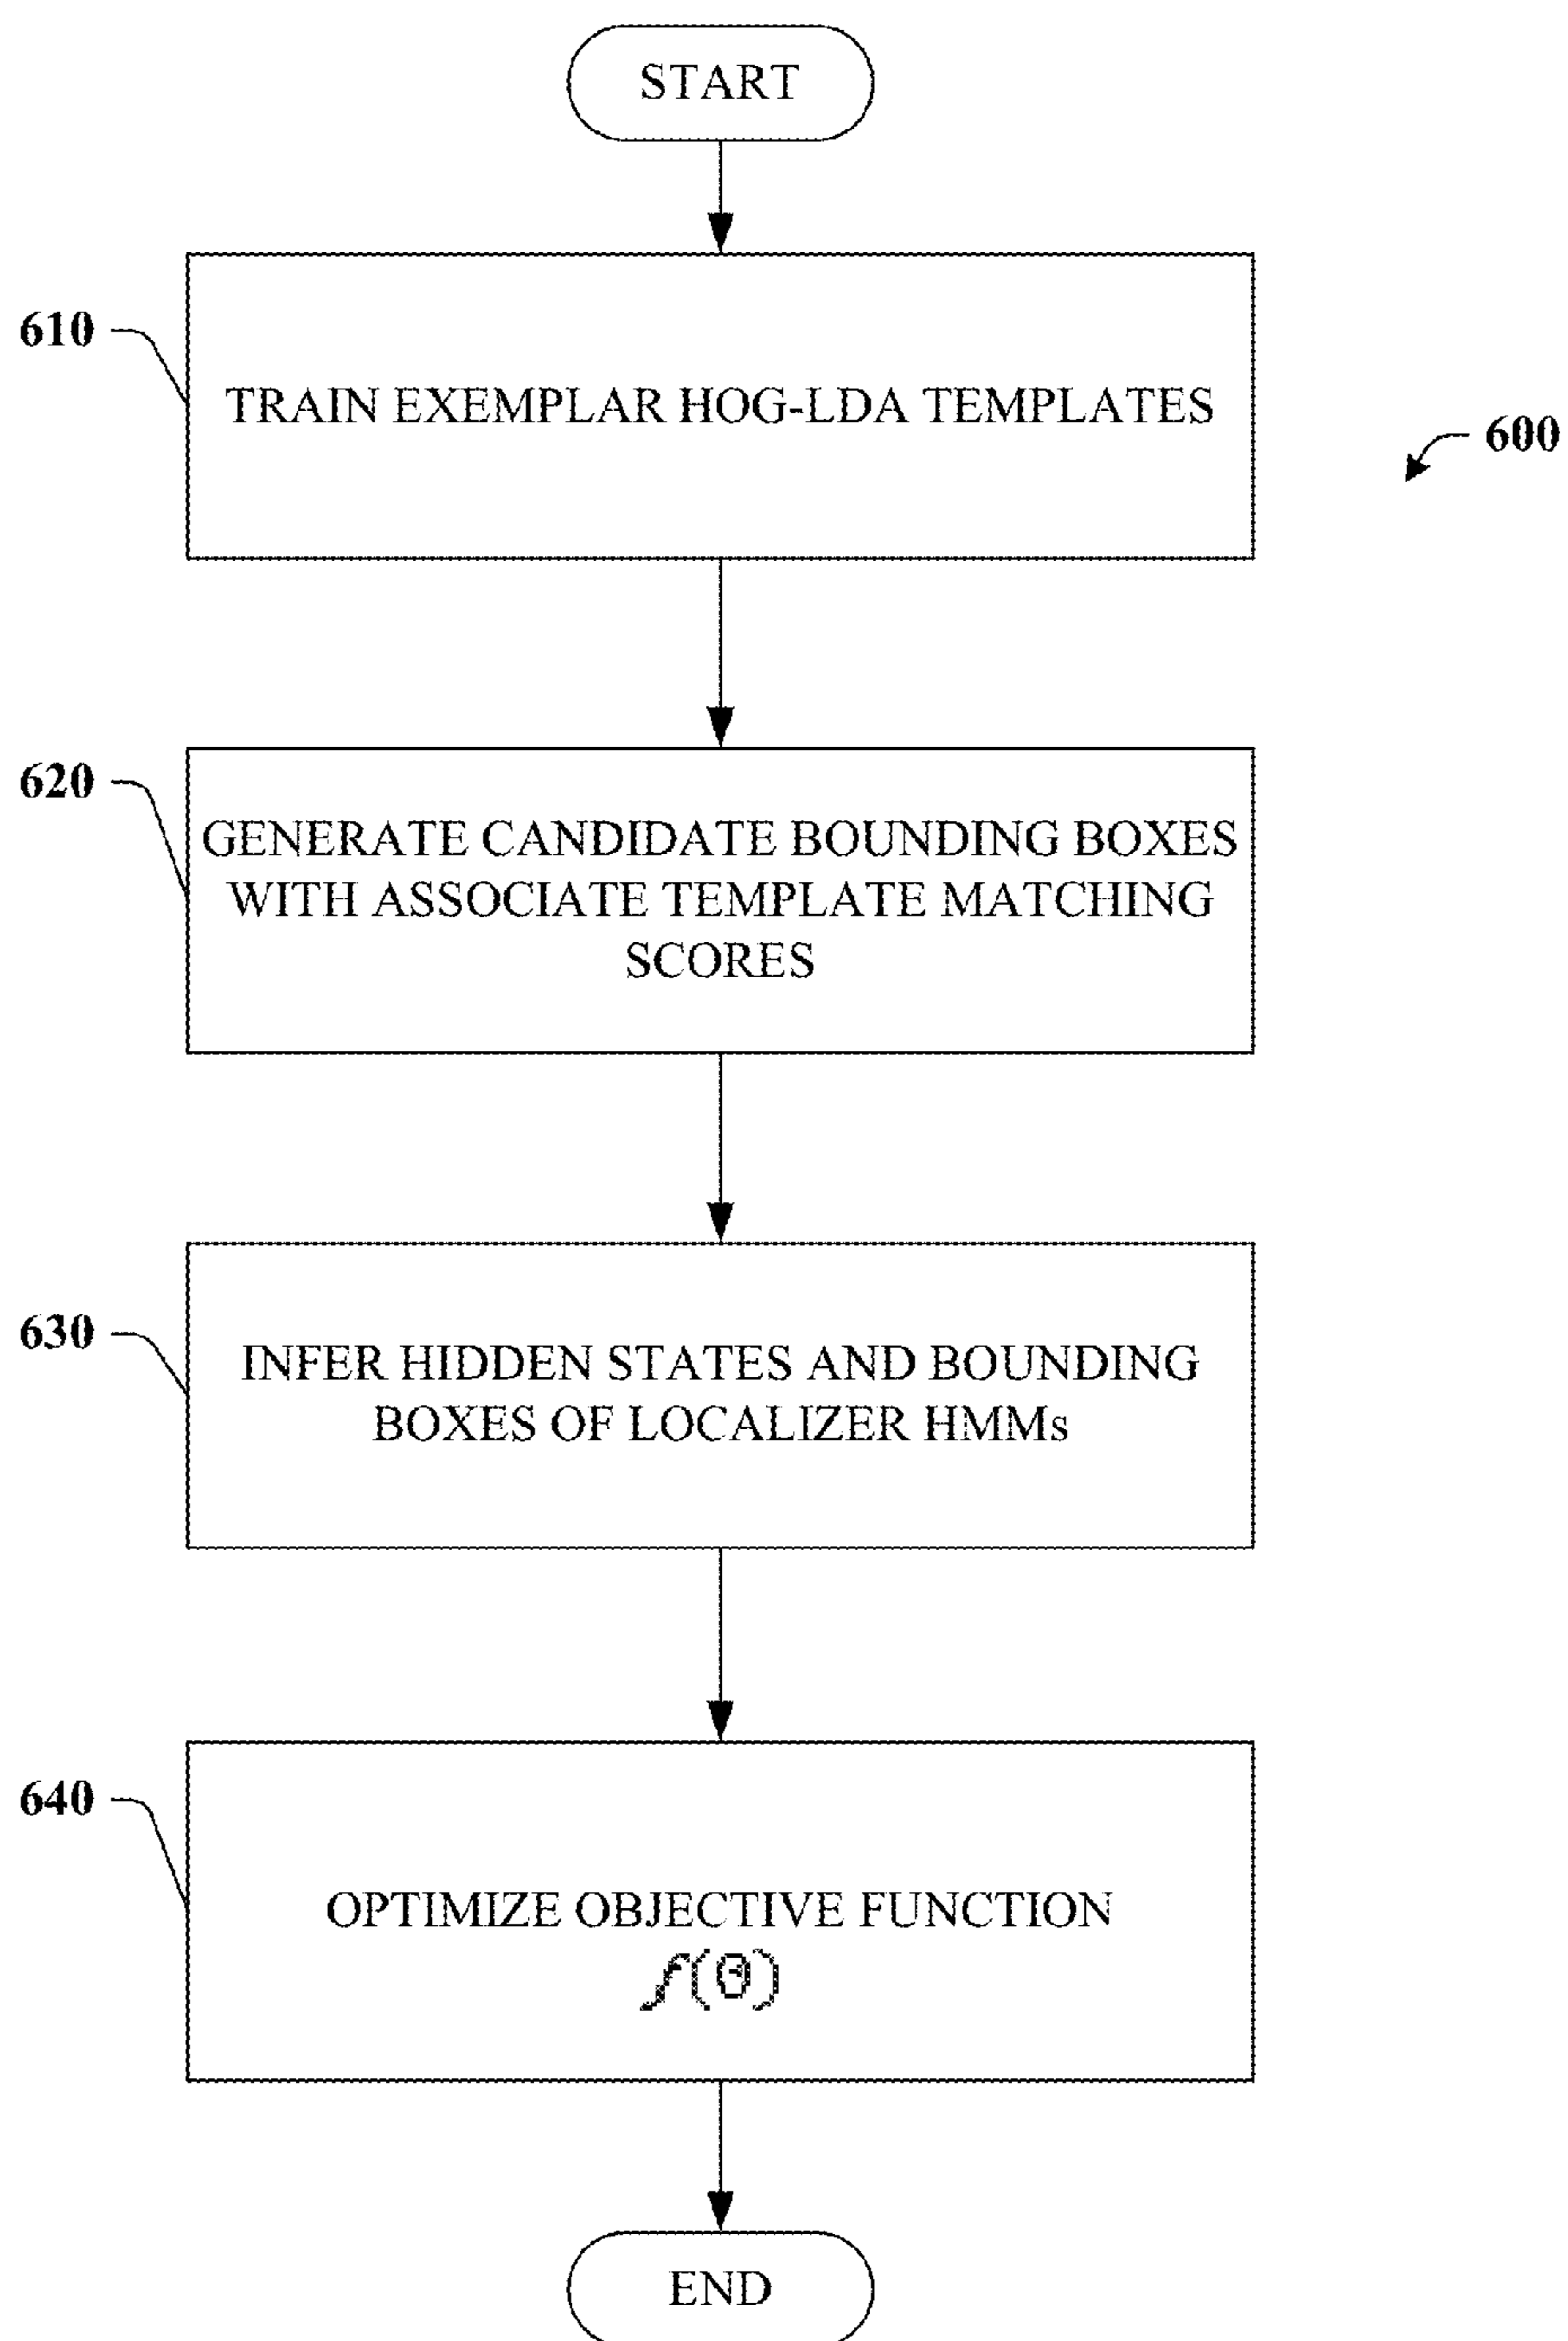 START
610
TRAIN EXEMPLAR HOG-LDA TEMPLATES
600
620
GENERATE CANDIDATE BOUNDING BOXES
WITH ASSOCIATE TEMPLATE MATCHING
SCORES
630
INFER HIDDEN STATES AND BOUNDING
BOXES OF LOCALIZER HMMs
640
OPTIMIZE OBJECTIVE FUNCTION
f(Θ)
END